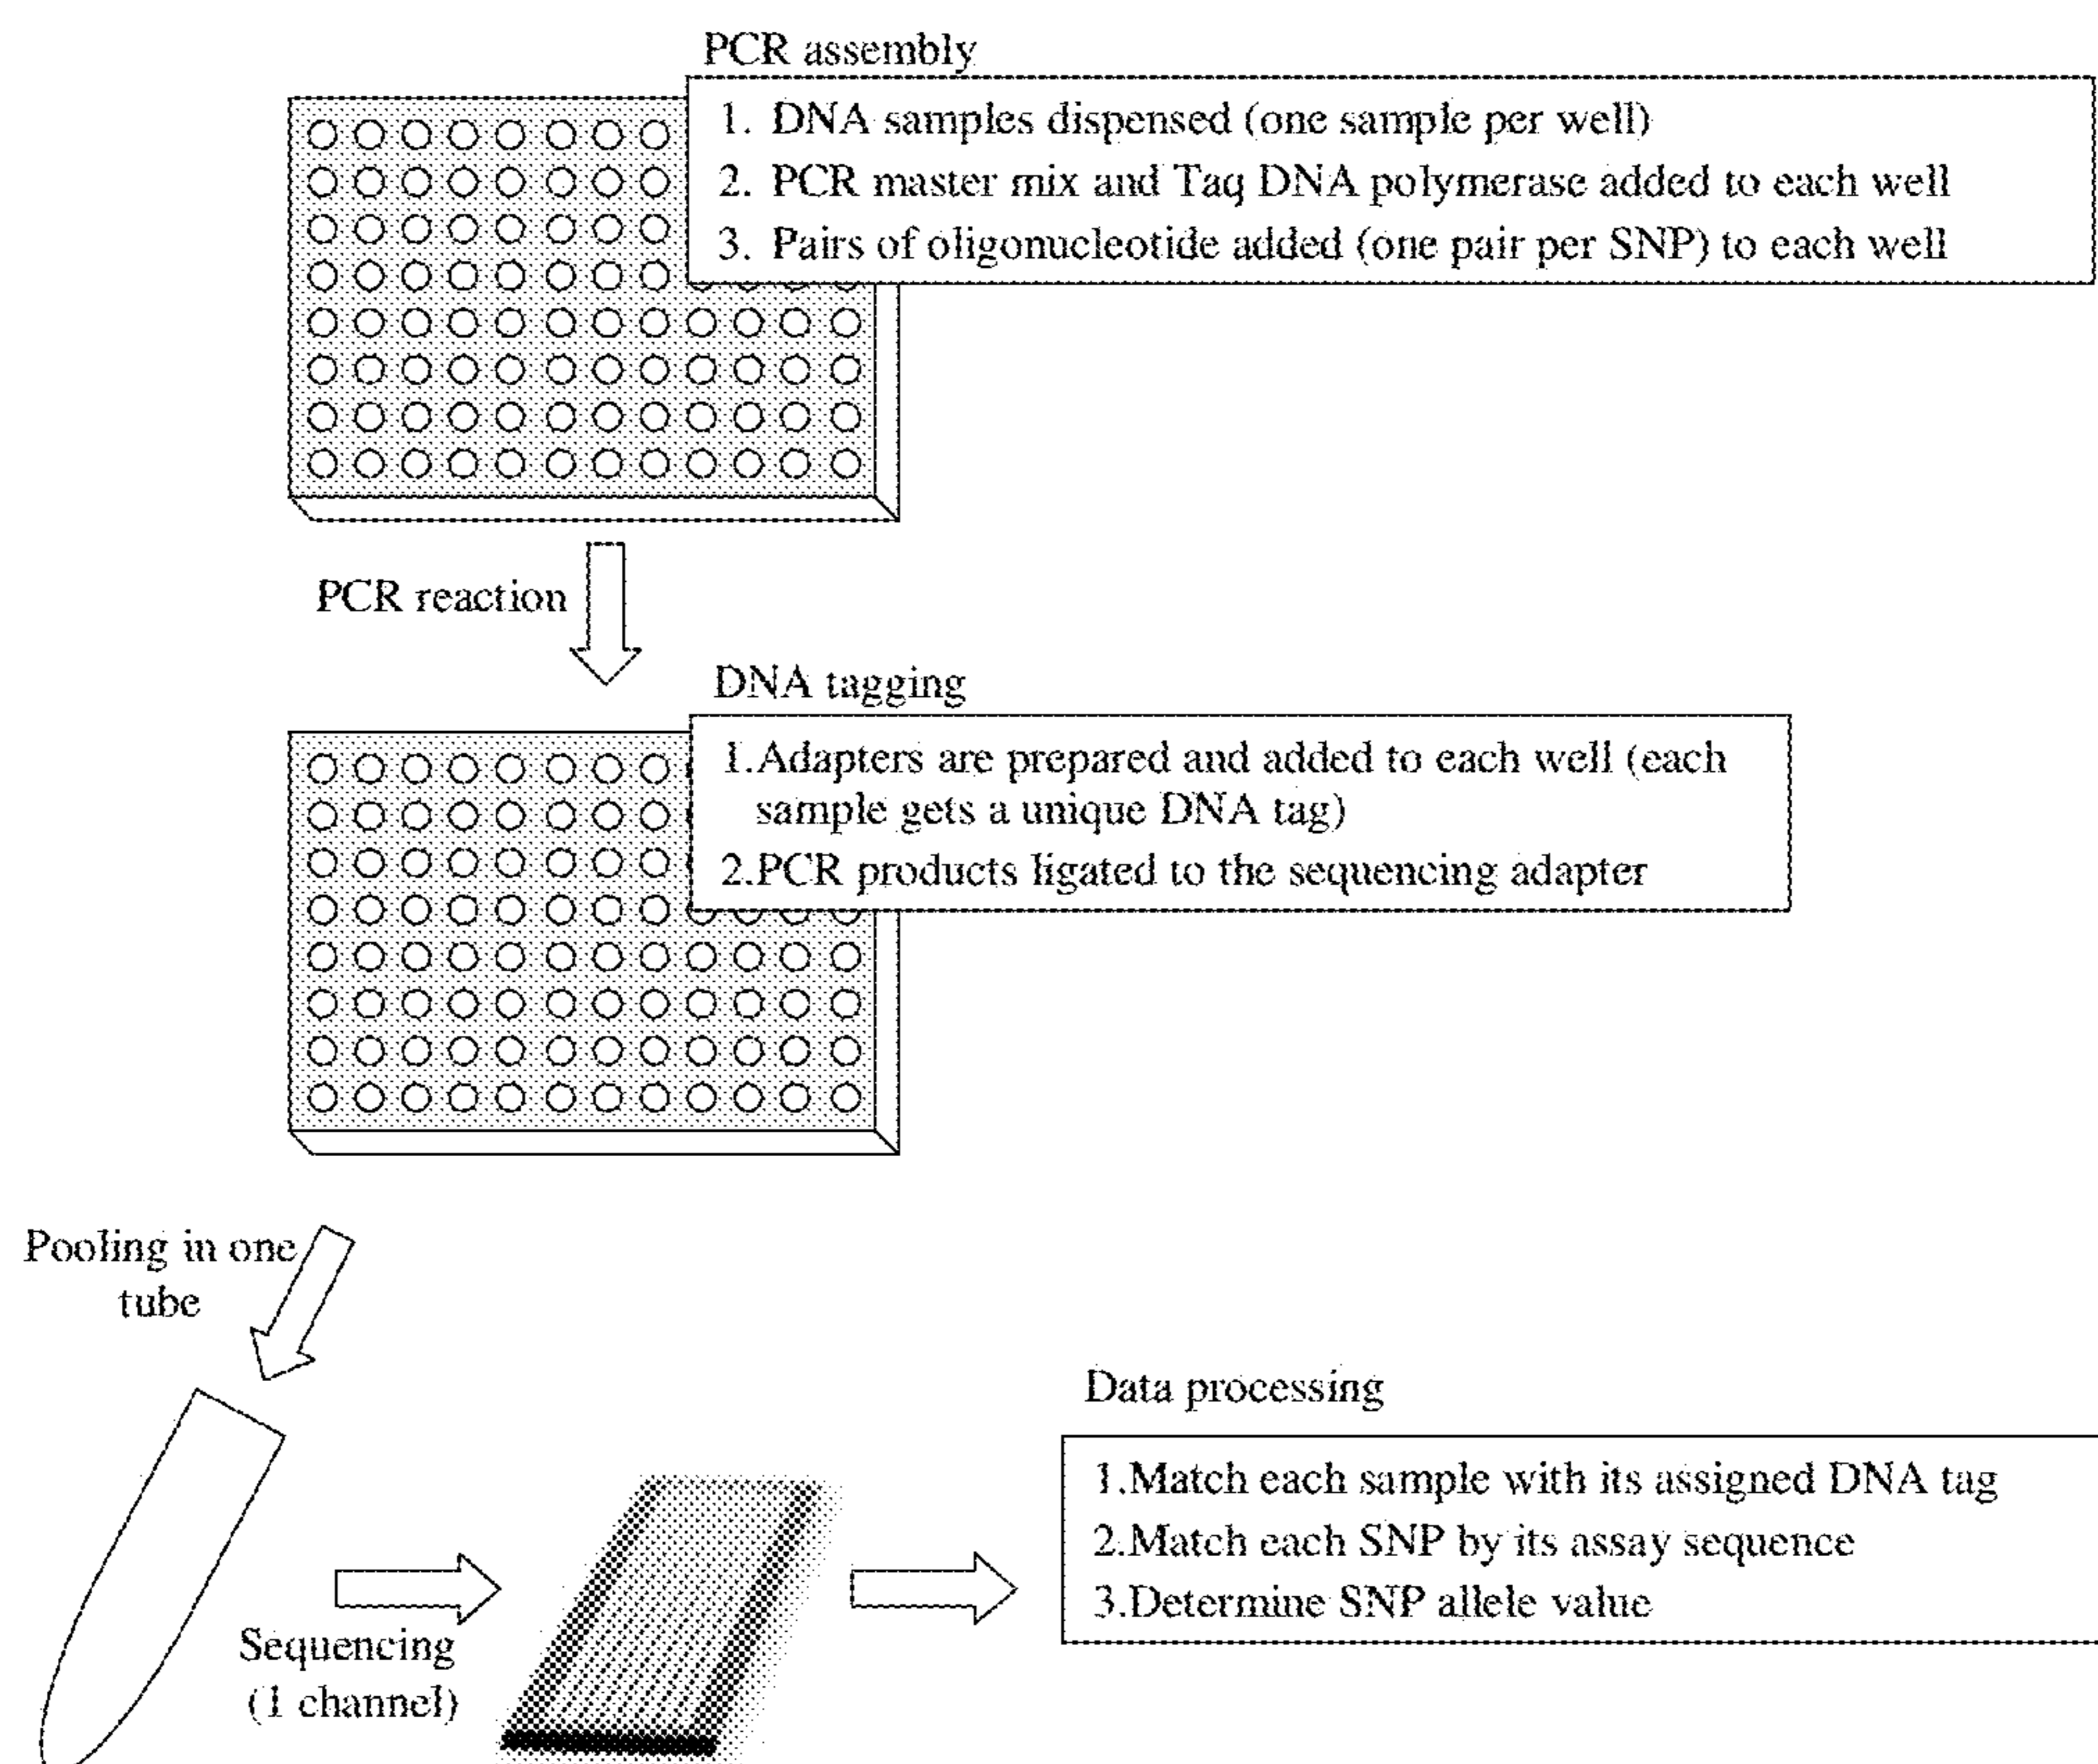 PCR assembly
1. DNA samples dispensed (one sample per well)
2. PCR master mix and Taq DNA polymerase added to each well
3. Pairs of oligonucleotide added (one pair per SNP) to each well
PCR reaction
DNA tagging
1.Adapters are prepared and added to each well (each
sample gets a unique DNA tag)
2.PCR products ligated to the sequencing adapter
Pooling in one
tube
Sequencing
(1 channel)
Data processing
1.Match each sample with its assigned DNA tag
2.Match each SNP by its assay sequence
3.Determine SNP allele value